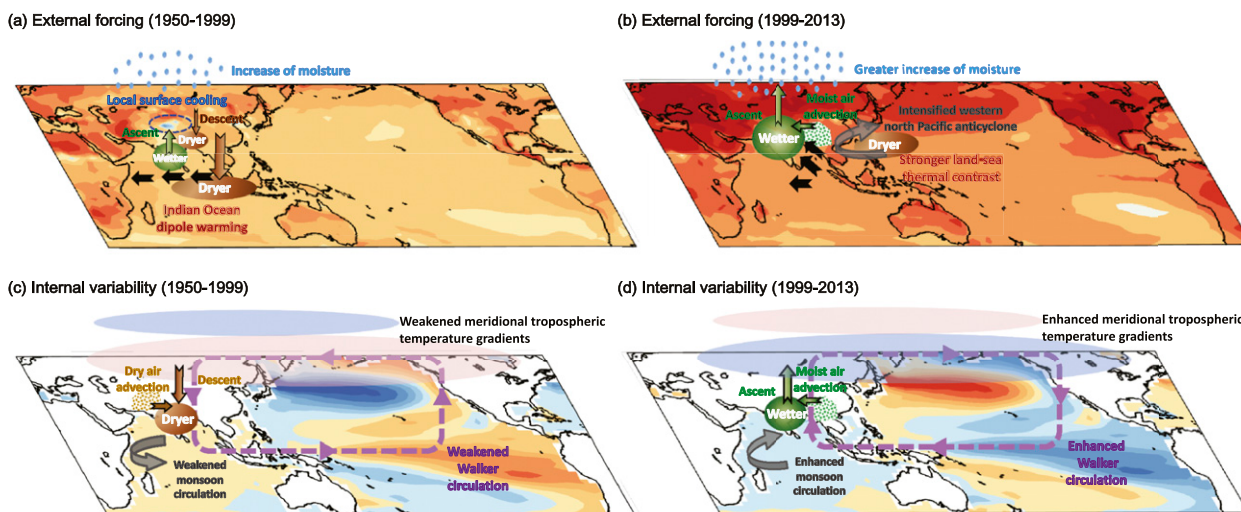 (a) External forcing (1950-1999)
Increase of moisture
Local surface cooling
Ascent
Descent
Dryer
Wetter
Dryer
Indian Ocean
dipole warming
(b) External forcing (1999-2013)
Greater increase of moisture
Ascent
Moist air
advection
Intensified western
north Pacific anticyclone
Wetter
Dryer
Stronger land-sea
thermal contrast
(c) Internal variability (1950-1999)
Weakened meridional tropospheric
temperature gradients
Dry air
advection
Descent
Dryer
Weakened
monsoon
circulation
Weakened
Walker
circulation
(d) Internal variability (1999-2013)
Enhanced meridional tropospheric
temperature gradients
Ascent
Moist air
advection
Wetter
Enhanced
monsoon
circulation
Enhanced
Walker
circulation